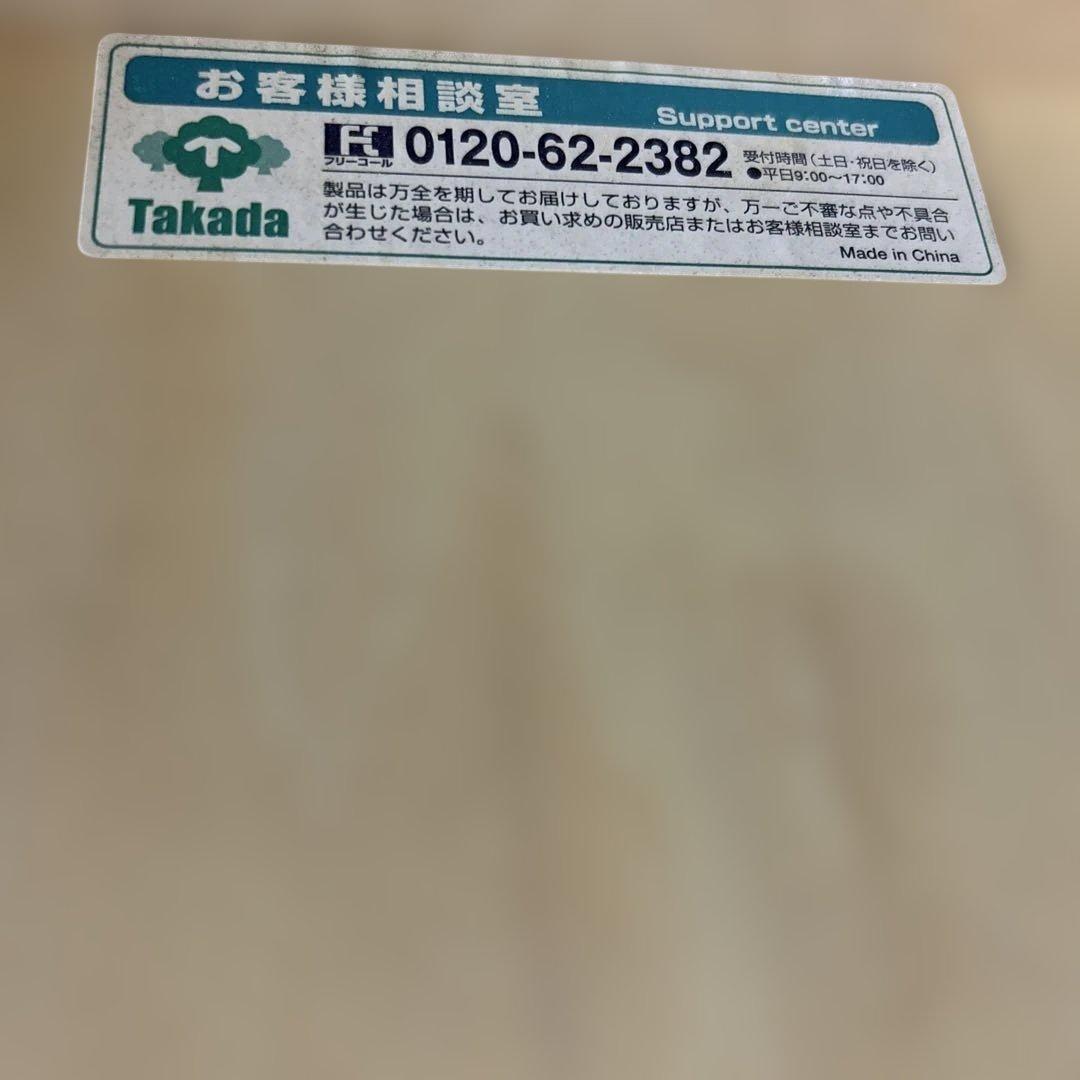 お客様相談室 Support center
Takada
フリーコール 0120-62-2382 受付時間(土日・祝日を除く)
●平日9:00〜17:00
製品は万全を期してお届けしておりますが、万一ご不審な点や不具合
が生じた場合は、お買い求めの販売店またはお客様相談室までお問い
合わせください。
Made in China